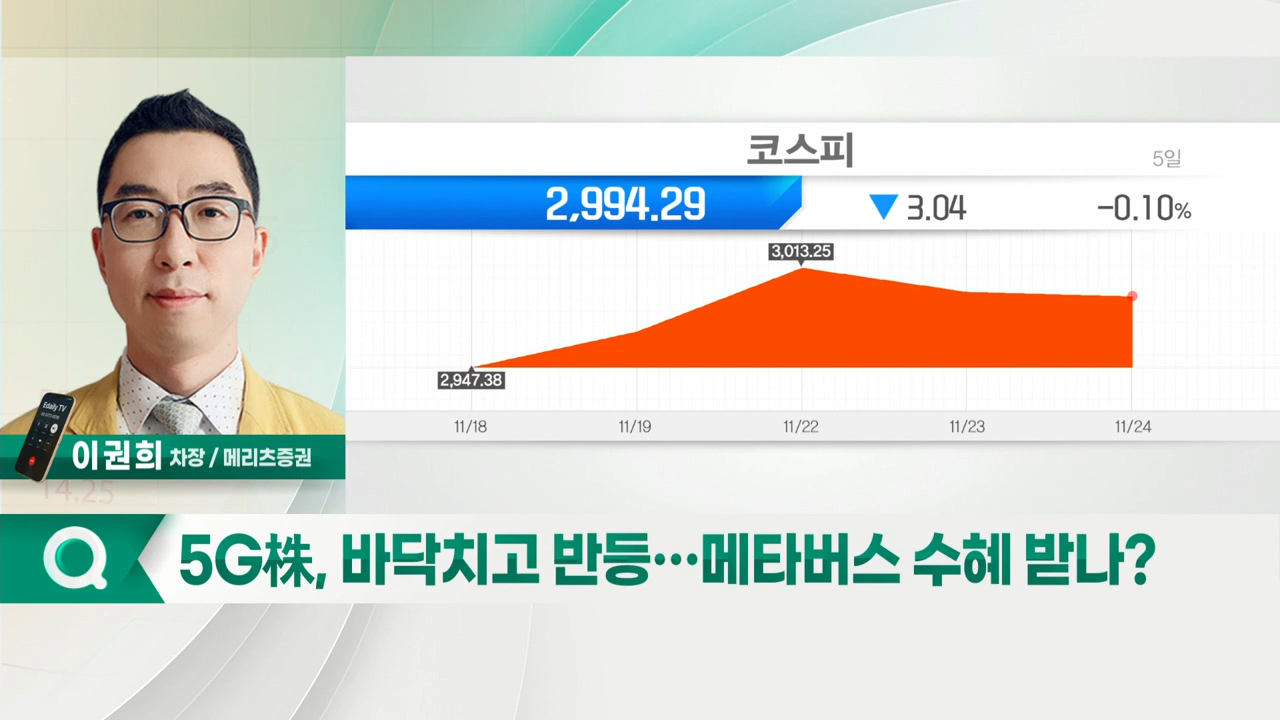 코스피
5일
2,994.29 ▼ 3.04 -0.10%
3,013.25
2,947.38
11/18 11/19 11/22 11/23 11/24
Edaily TV
이권희 차장 / 메리츠증권
14.25
Q 5G株, 바닥치고 반등…메타버스 수혜 받나?